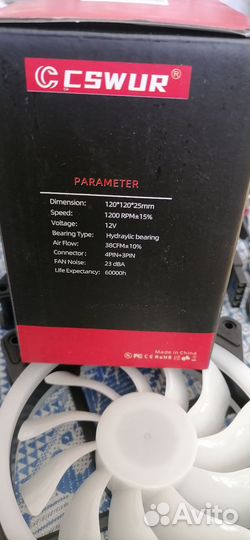 CSWUR®
PARAMETER
Dimension: 120*120*25mm
Speed: 1200 RPM±15%
Voltage: 12V
Bearing Type: Hydraylic bearing
Air Flow: 38CFM±10%
Connector : 4PIN+3PIN
FAN Noise: 23 dBA
Life Expectancy: 60000h
Made in China
Avito